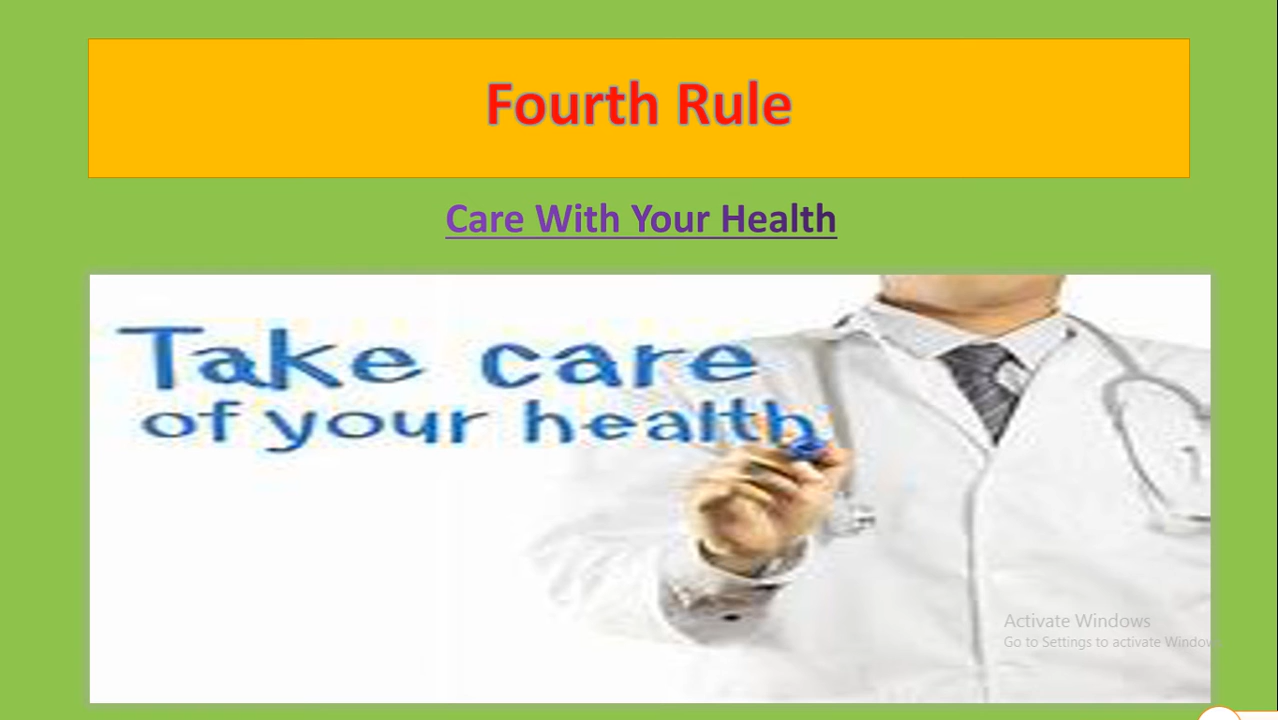 Fourth Rule
Care With Your Health
Take care
of your health
Activate Windows
Go to Settings to activate Windows